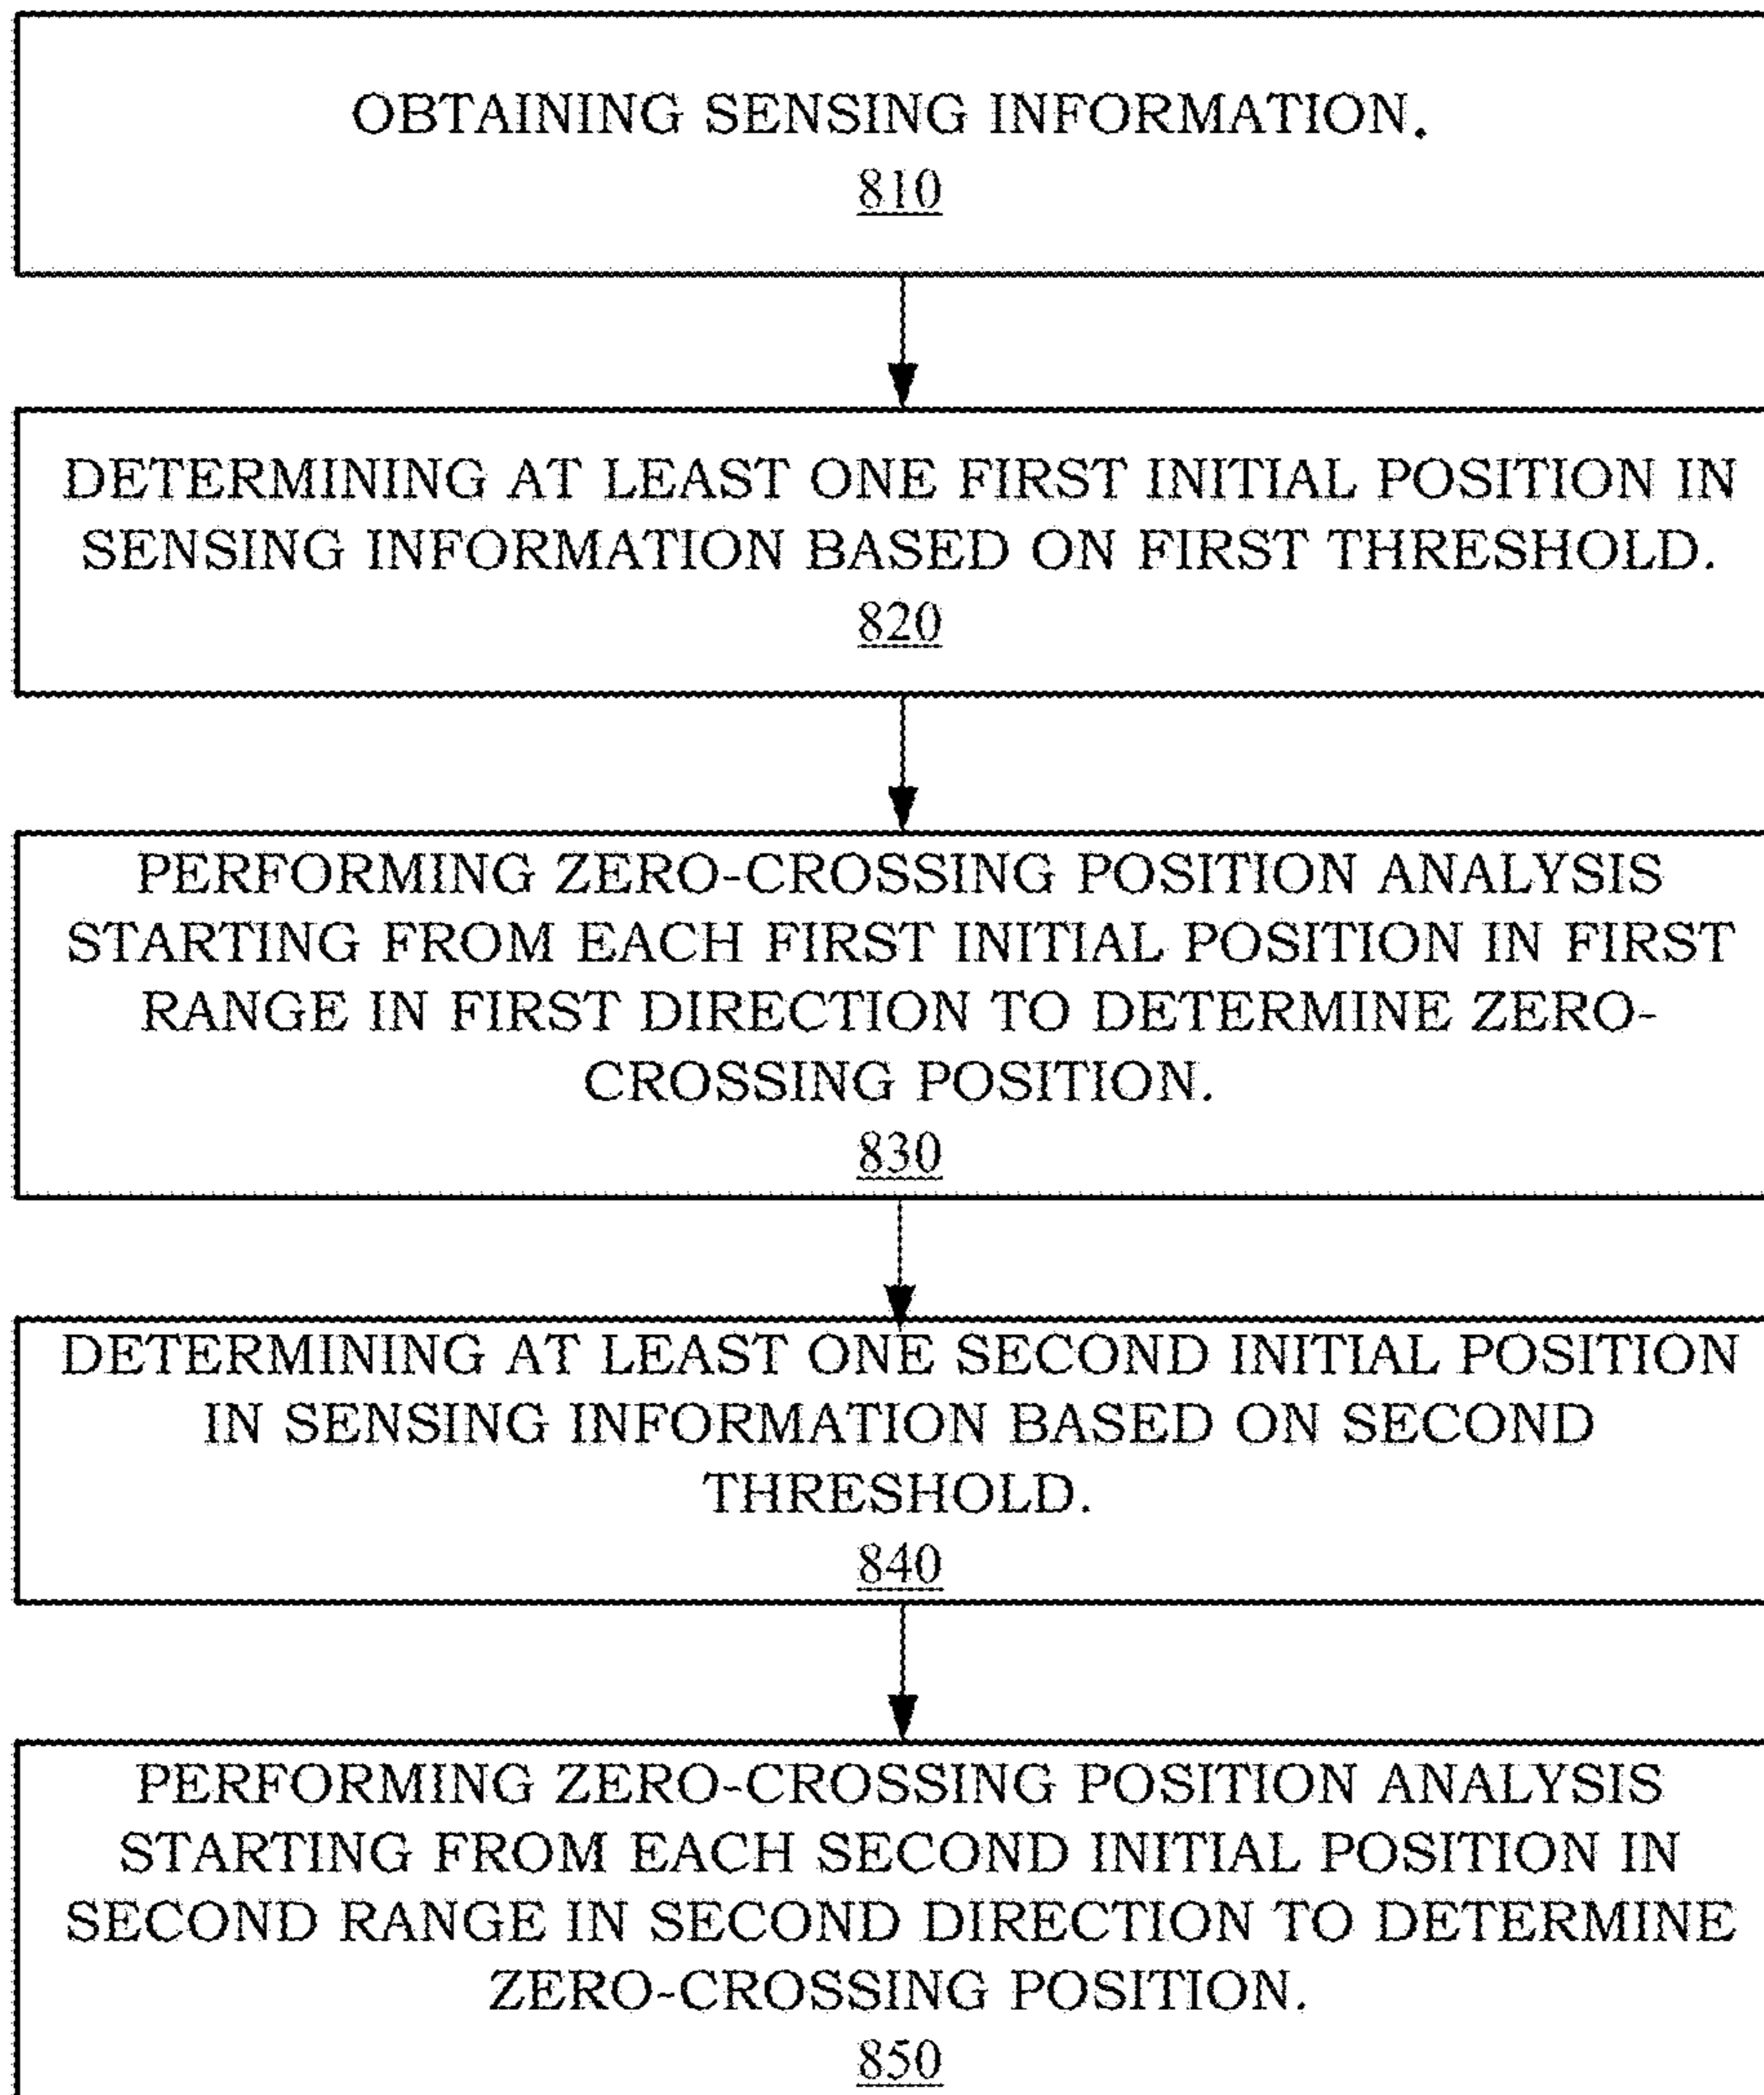 OBTAINING SENSING INFORMATION.
810
DETERMINING AT LEAST ONE FIRST INITIAL POSITION IN
SENSING INFORMATION BASED ON FIRST THRESHOLD.
820
PERFORMING ZERO-CROSSING POSITION ANALYSIS
STARTING FROM EACH FIRST INITIAL POSITION IN FIRST
RANGE IN FIRST DIRECTION TO DETERMINE ZERO-
CROSSING POSITION.
830
DETERMINING AT LEAST ONE SECOND INITIAL POSITION
IN SENSING INFORMATION BASED ON SECOND
THRESHOLD.
840
PERFORMING ZERO-CROSSING POSITION ANALYSIS
STARTING FROM EACH SECOND INITIAL POSITION IN
SECOND RANGE IN SECOND DIRECTION TO DETERMINE
ZERO-CROSSING POSITION.
850